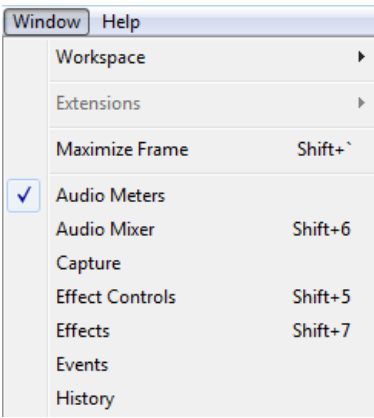 Window Help
Workspace
Extensions
Maximize Frame Shift+`
Audio Meters
Audio Mixer Shift+6
Capture
Effect Controls Shift+5
Effects Shift+7
Events
History